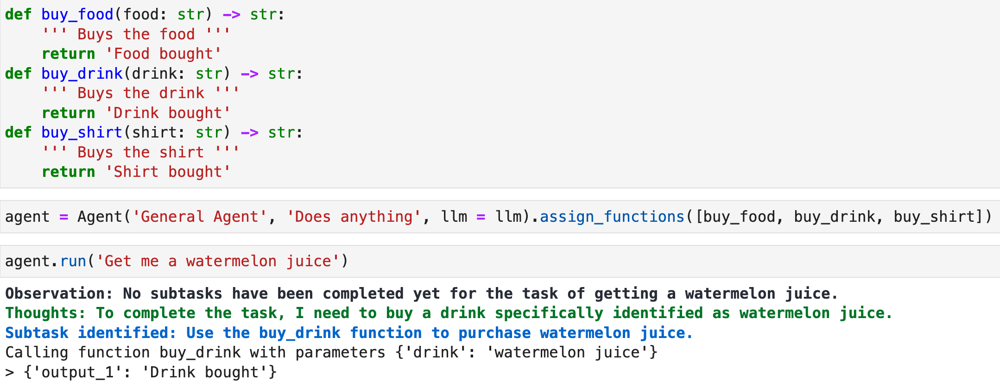 def buy_food(food: str) -> str:
    ''' Buys the food '''
    return 'Food bought'
def buy_drink(drink: str) -> str:
    ''' Buys the drink '''
    return 'Drink bought'
def buy_shirt(shirt: str) -> str:
    ''' Buys the shirt '''
    return 'Shirt bought'
agent = Agent('General Agent', 'Does anything', llm = llm).assign_functions([buy_food, buy_drink, buy_shirt])
agent.run('Get me a watermelon juice')
Observation: No subtasks have been completed yet for the task of getting a watermelon juice.
Thoughts: To complete the task, I need to buy a drink specifically identified as watermelon juice.
Subtask identified: Use the buy_drink function to purchase watermelon juice.
Calling function buy_drink with parameters {'drink': 'watermelon juice'}
> {'output_1': 'Drink bought'}